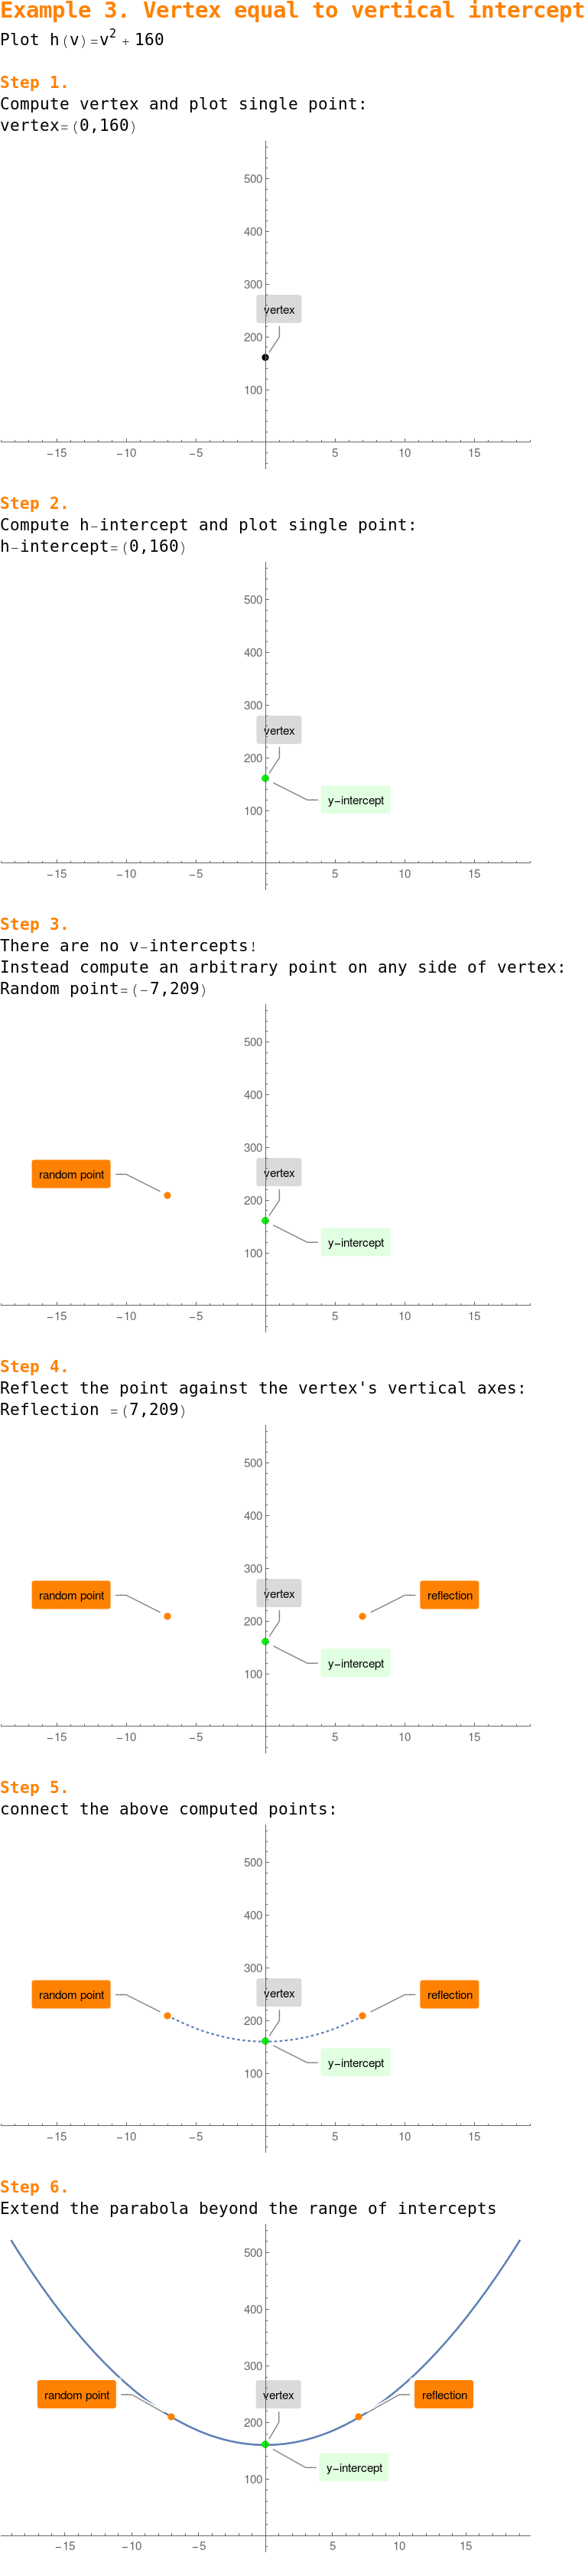 Example 3. Vertex equal to vertical intercept
Plot h(v)=v² + 160
Step 1.
Compute vertex and plot single point:
vertex=(0,160)
500
400
300
vertex
200
100
−15 −10 −5 5 10 15
Step 2.
Compute h−intercept and plot single point:
h−intercept=(0,160)
500
400
300
vertex
200
y−intercept
100
−15 −10 −5 5 10 15
Step 3.
There are no v−intercepts!
Instead compute an arbitrary point on any side of vertex:
Random point=(−7,209)
500
400
300
random point vertex
200
y−intercept
100
−15 −10 −5 5 10 15
Step 4.
Reflect the point against the vertex's vertical axes:
Reflection =(7,209)
500
400
300
random point vertex reflection
200
y−intercept
100
−15 −10 −5 5 10 15
Step 5.
connect the above computed points:
500
400
300
random point vertex reflection
200
y−intercept
100
−15 −10 −5 5 10 15
Step 6.
Extend the parabola beyond the range of intercepts
500
400
300
random point vertex reflection
200
y−intercept
100
−15 −10 −5 5 10 15